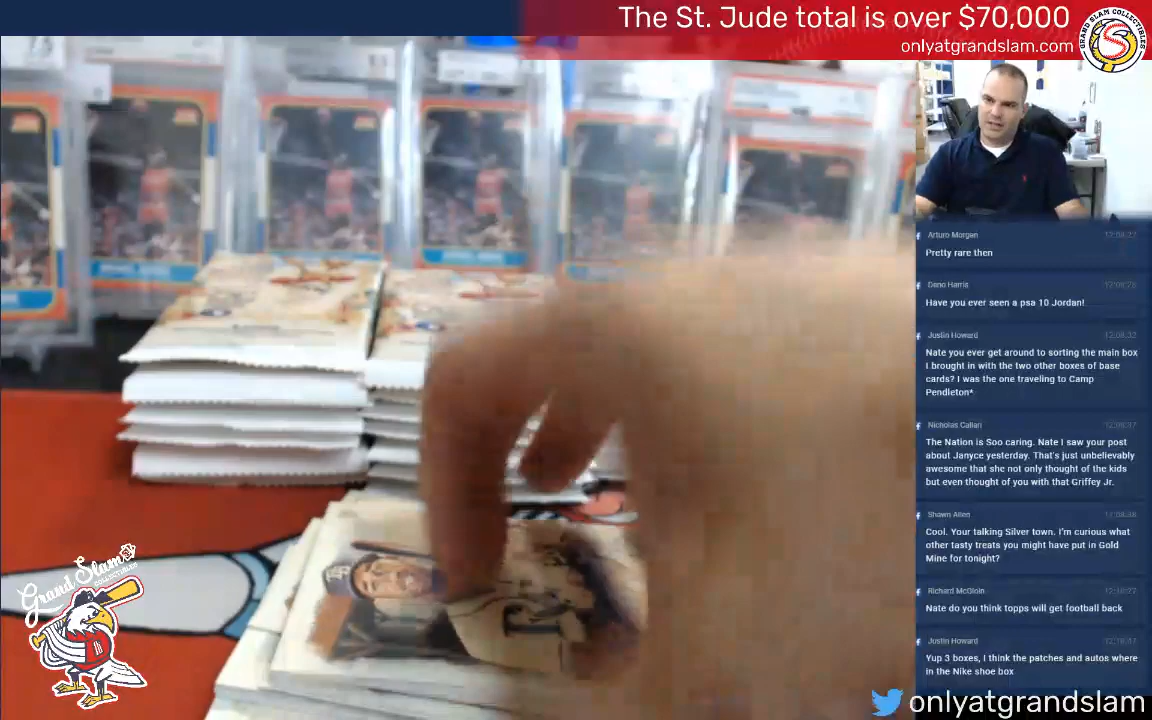 The St. Jude total is over $70,000
onlyatgrandslam.com
GRAND SLAM COLLECTIBLES
Arturo Morgan
Pretty rare then
Deno Harris
Have you ever seen a psa 10 Jordan!
Justin Howard
Nate you ever get around to sorting the main box
I brought in with the two other boxes of base
cards? I was the one traveling to Camp
Pendleton*
Nicholas Callari
The Nation is Soo caring. Nate I saw your post
about Janyce yesterday. That's just unbelievably
awesome that she not only thought of the kids
but even thought of you with that Griffey Jr.
Shawn Allen
Cool. Your talking Silver town. I'm curious what
other tasty treats you might have put in Gold
Mine for tonight?
Richard McGloin
Nate do you think topps will get football back
Justin Howard
Yup 3 boxes, I think the patches and autos where
in the Nike shoe box
Grand Slam
COLLECTIBLES
onlyatgrandslam